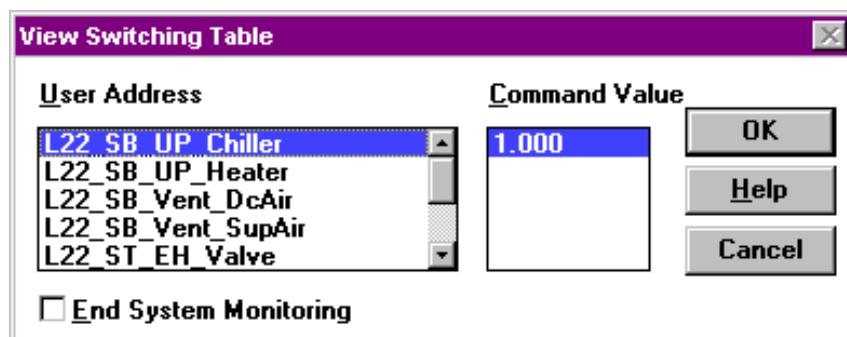 View Switching Table
User Address
Command Value
L22_SB_UP_Chiller
L22_SB_UP_Heater
L22_SB_Vent_DcAir
L22_SB_Vent_SupAir
L22_ST_EH_Valve
1.000
OK
Help
Cancel
End System Monitoring